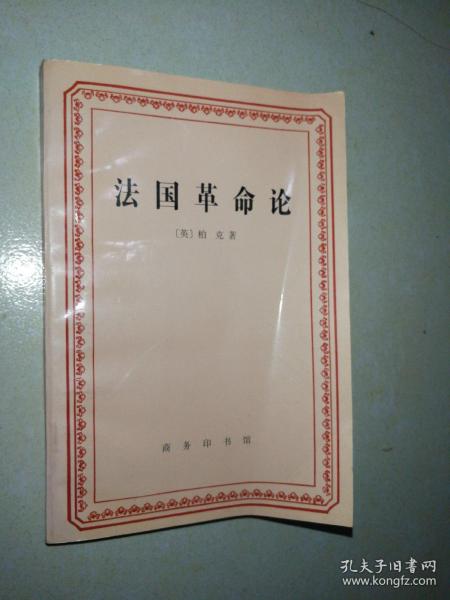 法国革命论
〔英〕柏 克 著
商务印书馆
孔夫子旧书网
www.kongfz.com